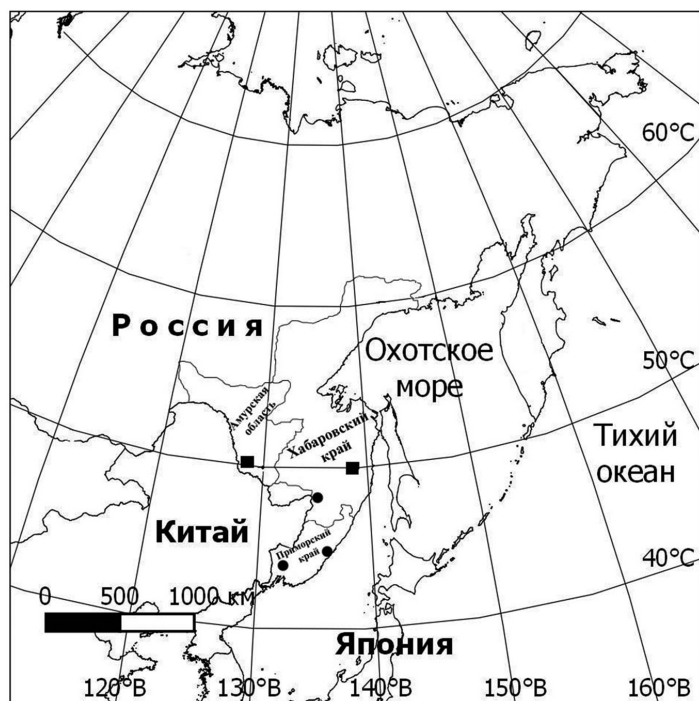 60°С
Россия
Охотское
море
50°С
Амурская
область
Хабаровский
край
Тихий
океан
Китай
Приморский
край
40°С
0 500 1000 км
Япония
120°В 130°В 140°В 150°В 160°В